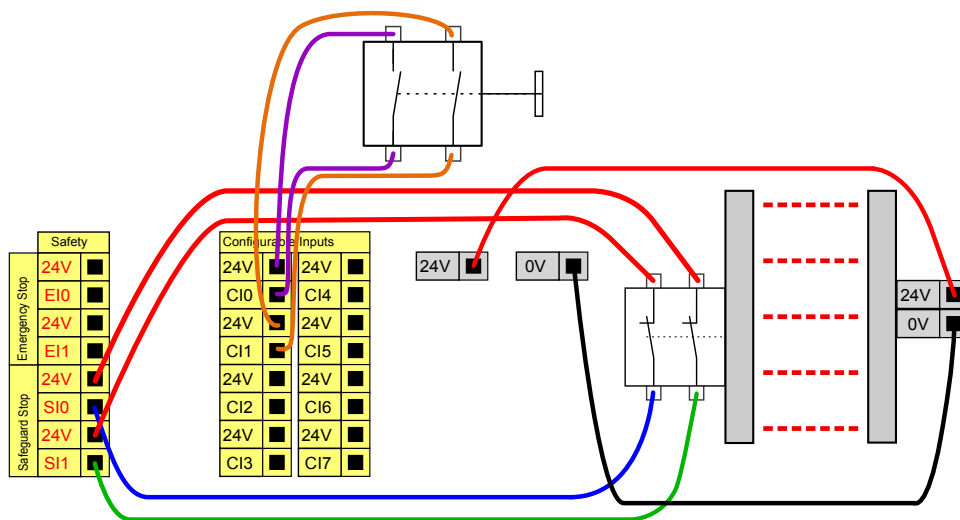 Safety
Emergency Stop
24V
EI0
24V
EI1
Safeguard Stop
24V
SI0
24V
SI1
Configurable Inputs
24V 24V
CI0 CI4
24V 24V
CI1 CI5
24V 24V
CI2 CI6
24V 24V
CI3 CI7
24V
0V
24V
0V